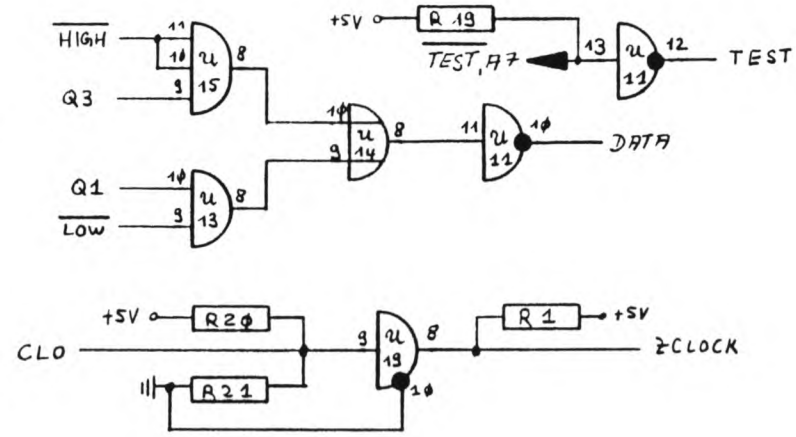 HIGH
11
10
9
U
15
8
Q3
+5V
R 19
TEST, A7
13
U
11
12
TEST
10
9
U
14
8
11
U
11
10
DATA
Q1
LOW
10
9
U
13
8
+5V
R20
CLO
R21
9
U
19
8
10
R1
+5V
ZCLOCK